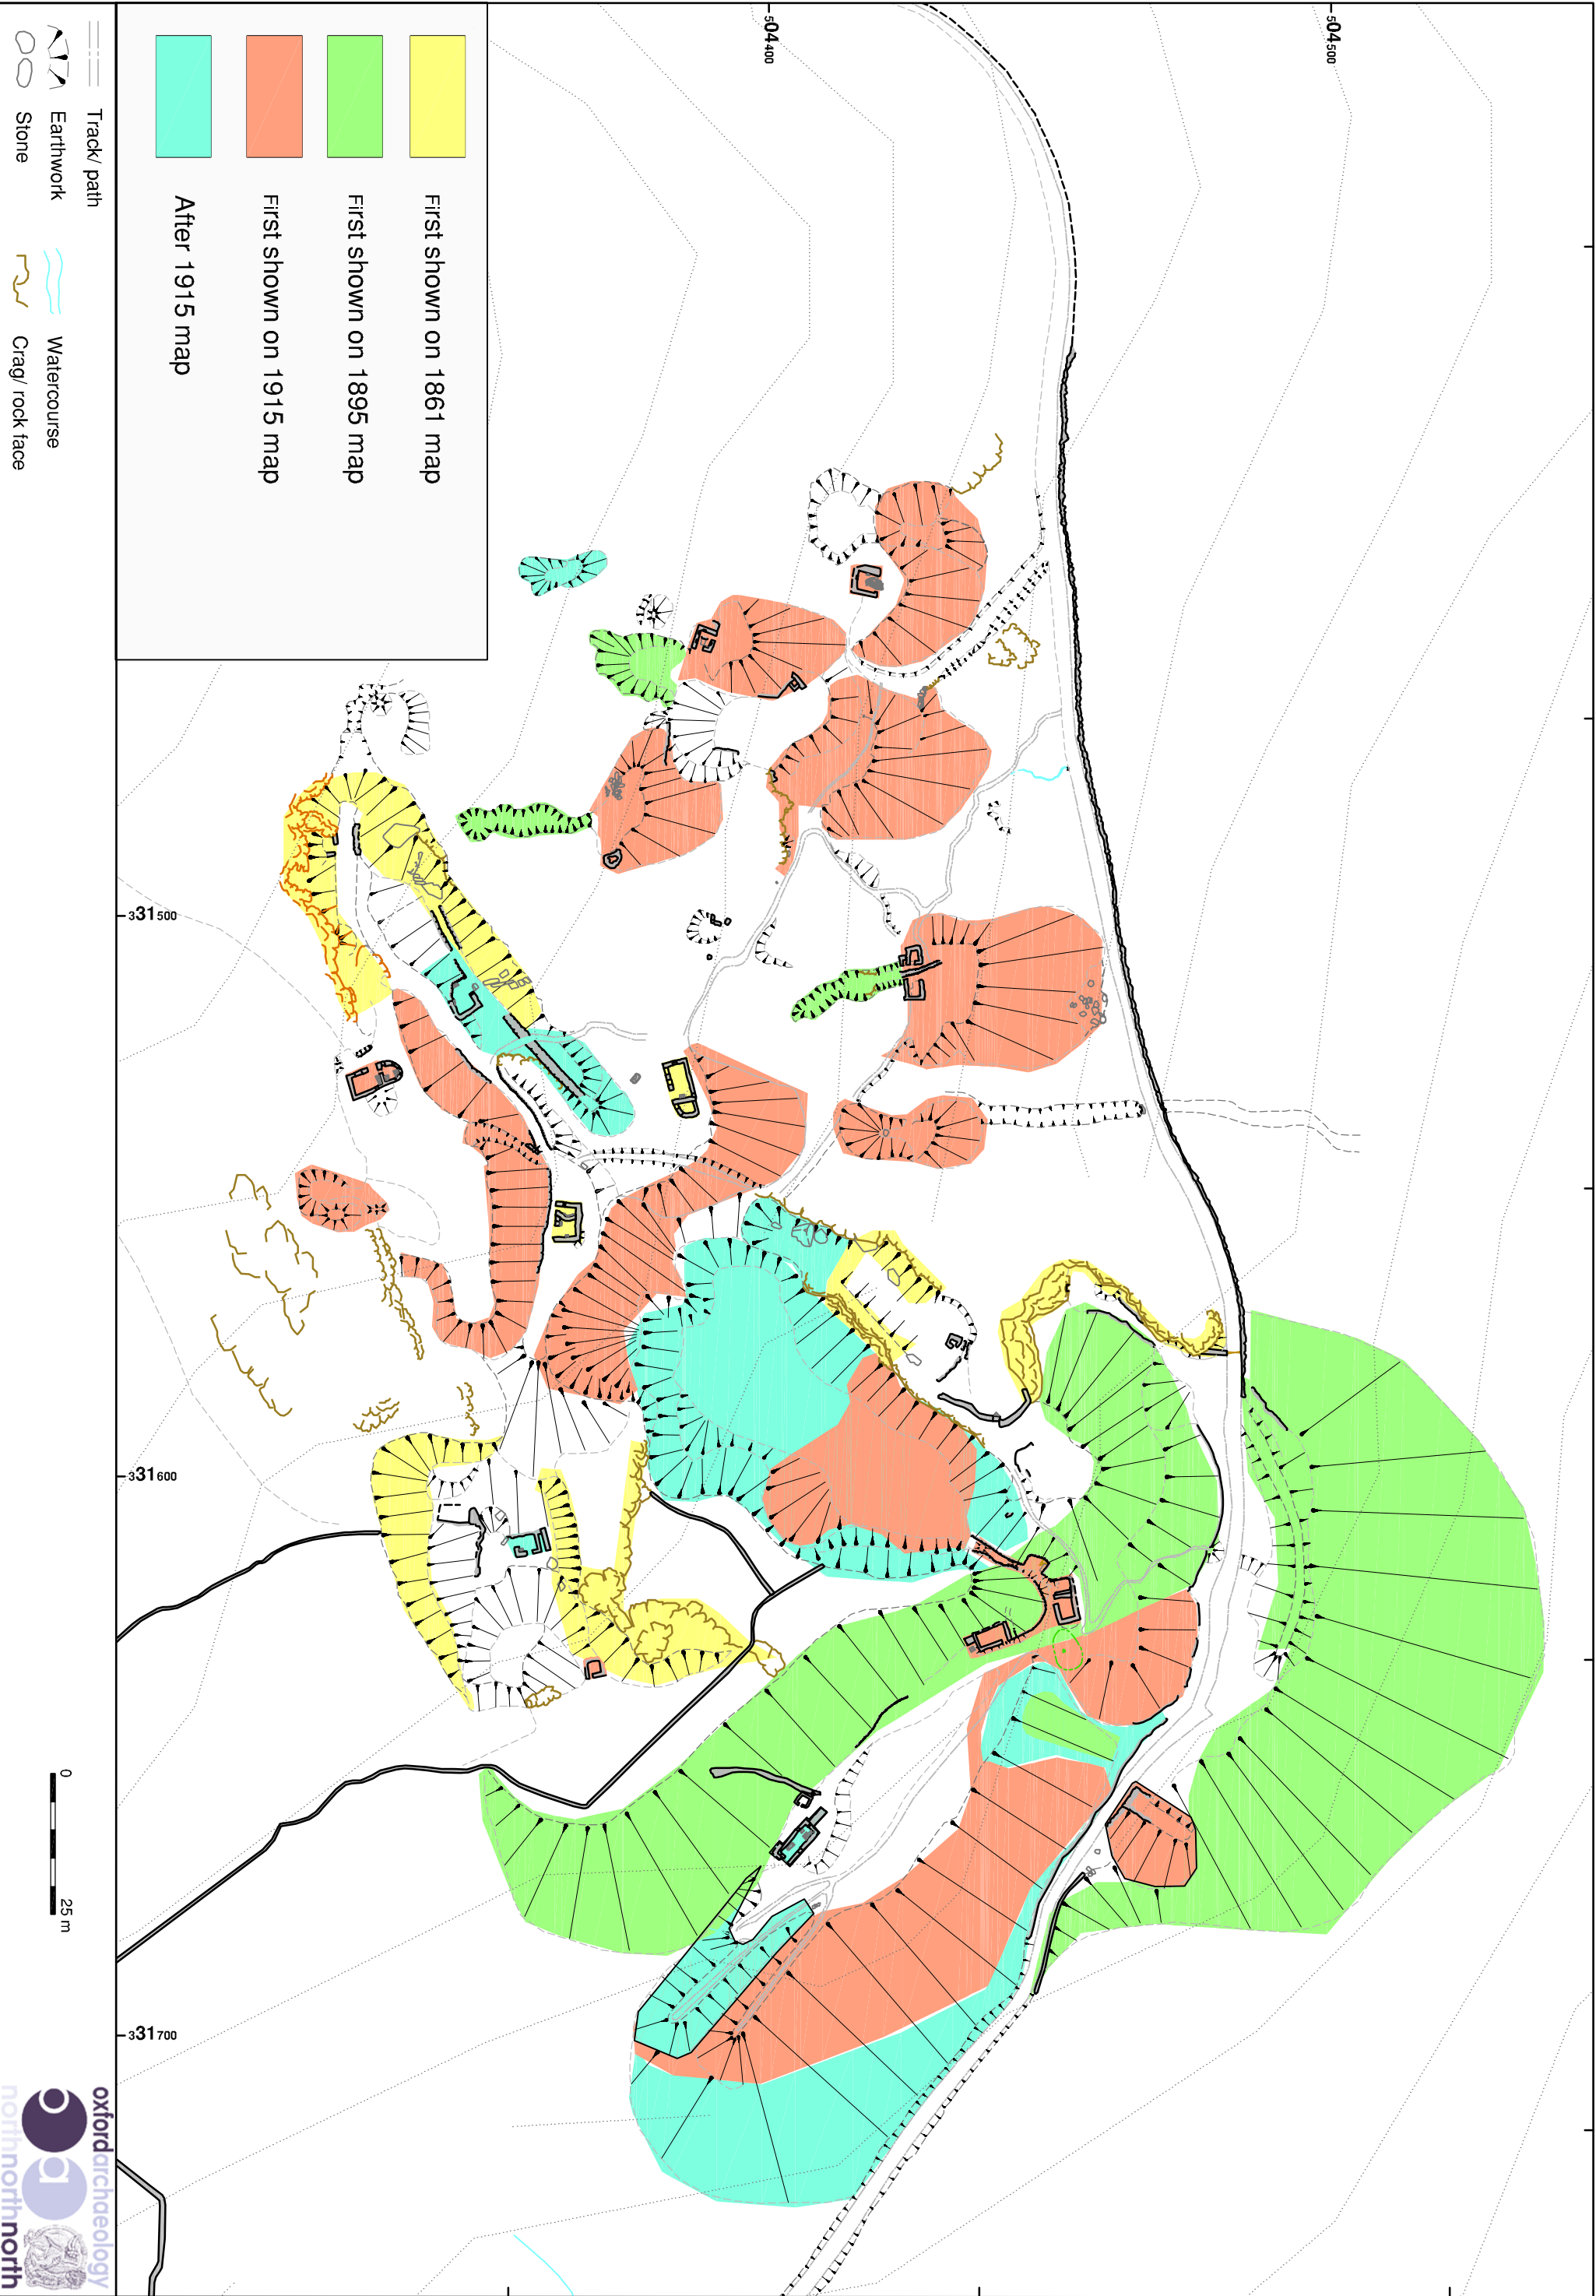 First shown on 1861 map
First shown on 1895 map
First shown on 1915 map
After 1915 map
Track/ path
Earthwork
Stone
Watercourse
Crag/ rock face
504400
504500
331500
331600
331700
0 25 m
oxfordarchaeology
northnorthnorth